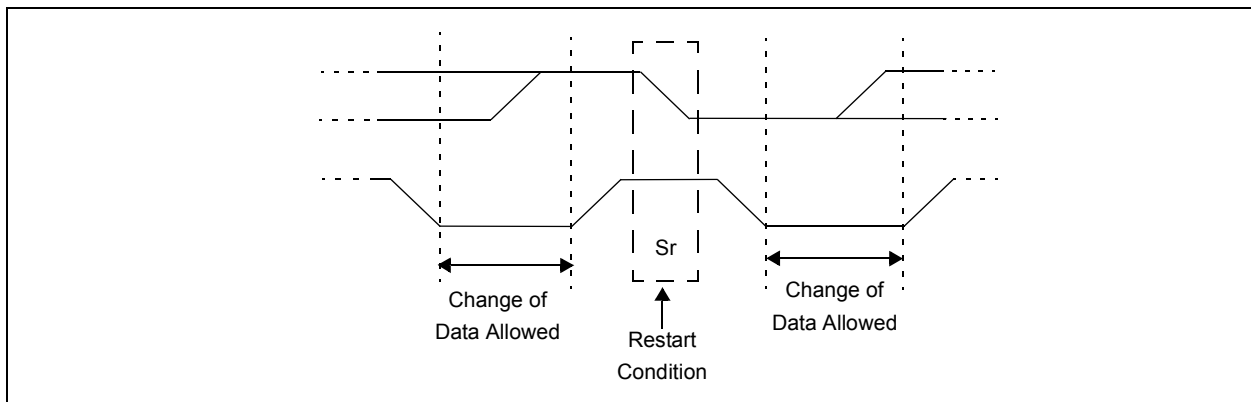 Sr
Change of
Data Allowed
Restart
Condition
Change of
Data Allowed